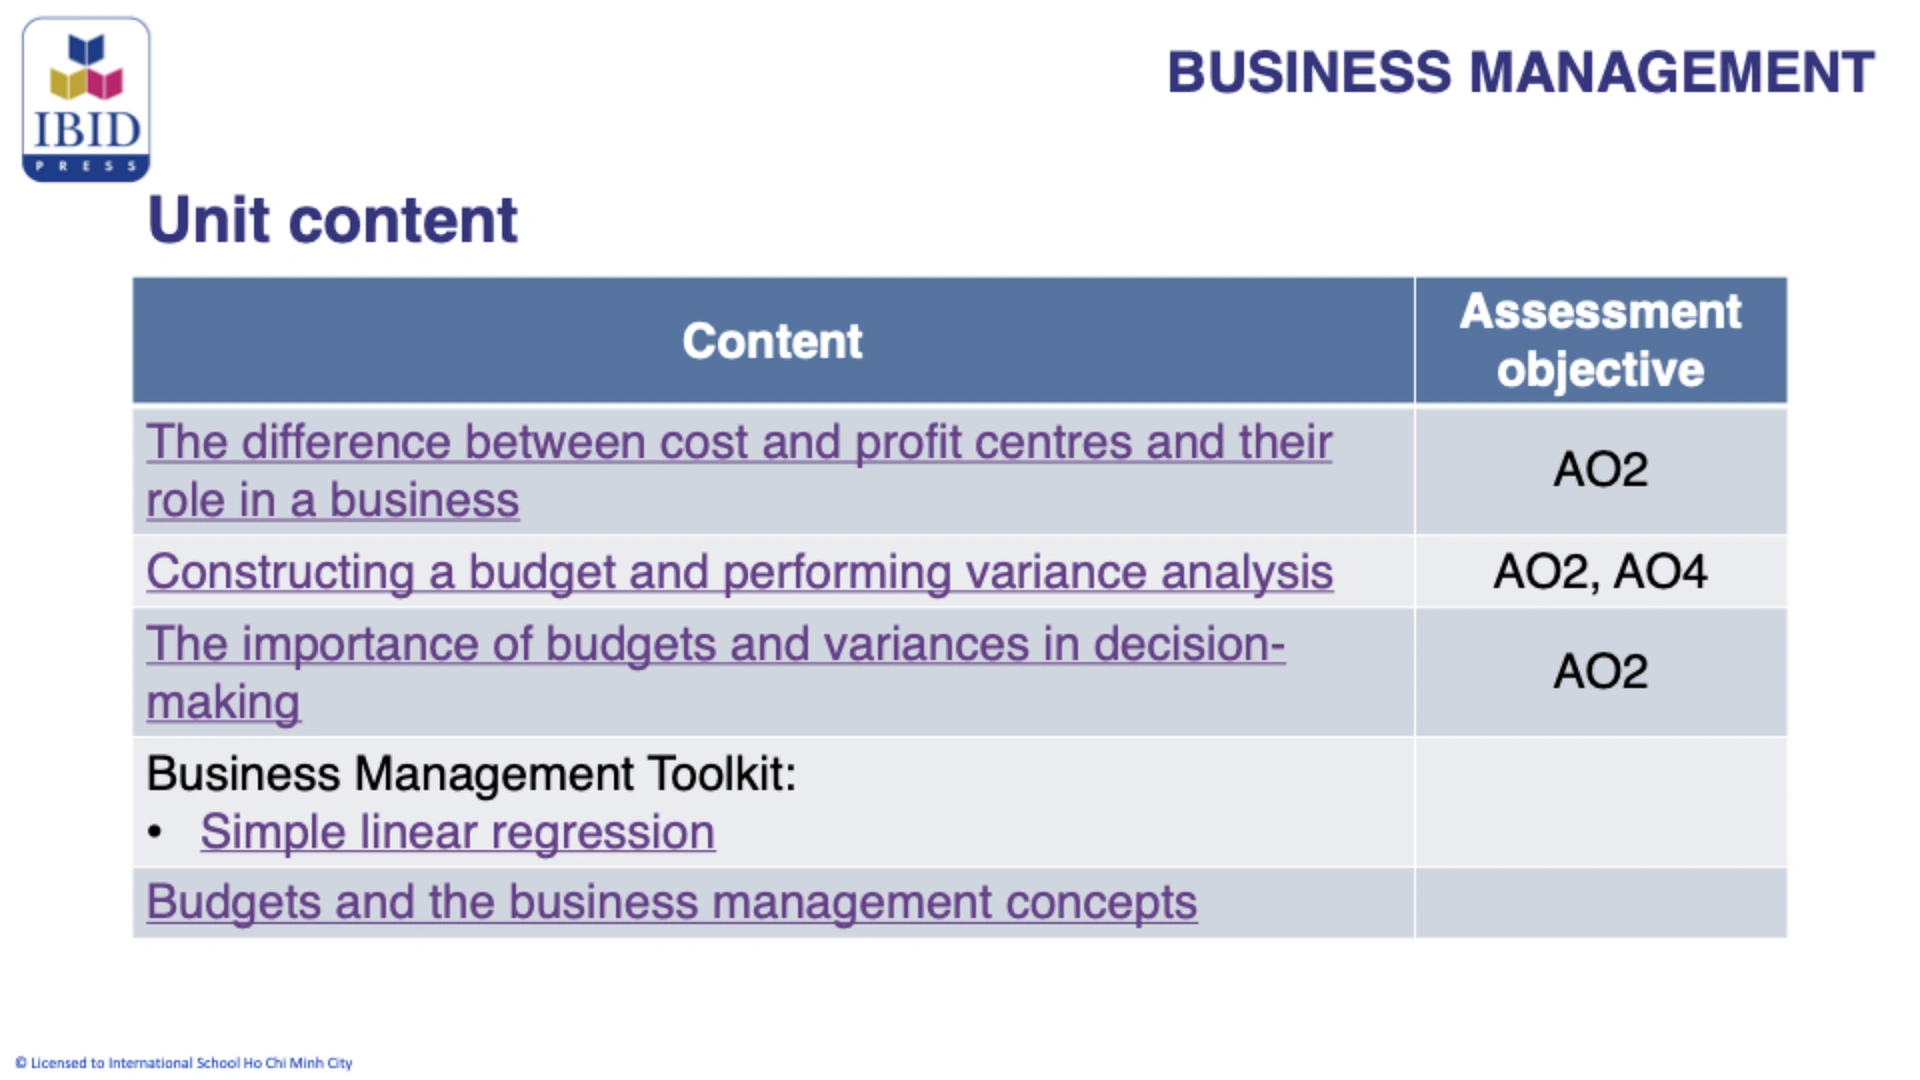 IBID
PRESS
BUSINESS MANAGEMENT
Unit content
Content
Assessment
objective
The difference between cost and profit centres and their
role in a business
AO2
Constructing a budget and performing variance analysis
AO2, AO4
The importance of budgets and variances in decision-
making
AO2
Business Management Toolkit:
• Simple linear regression
Budgets and the business management concepts
© Licensed to International School Ho Chi Minh City